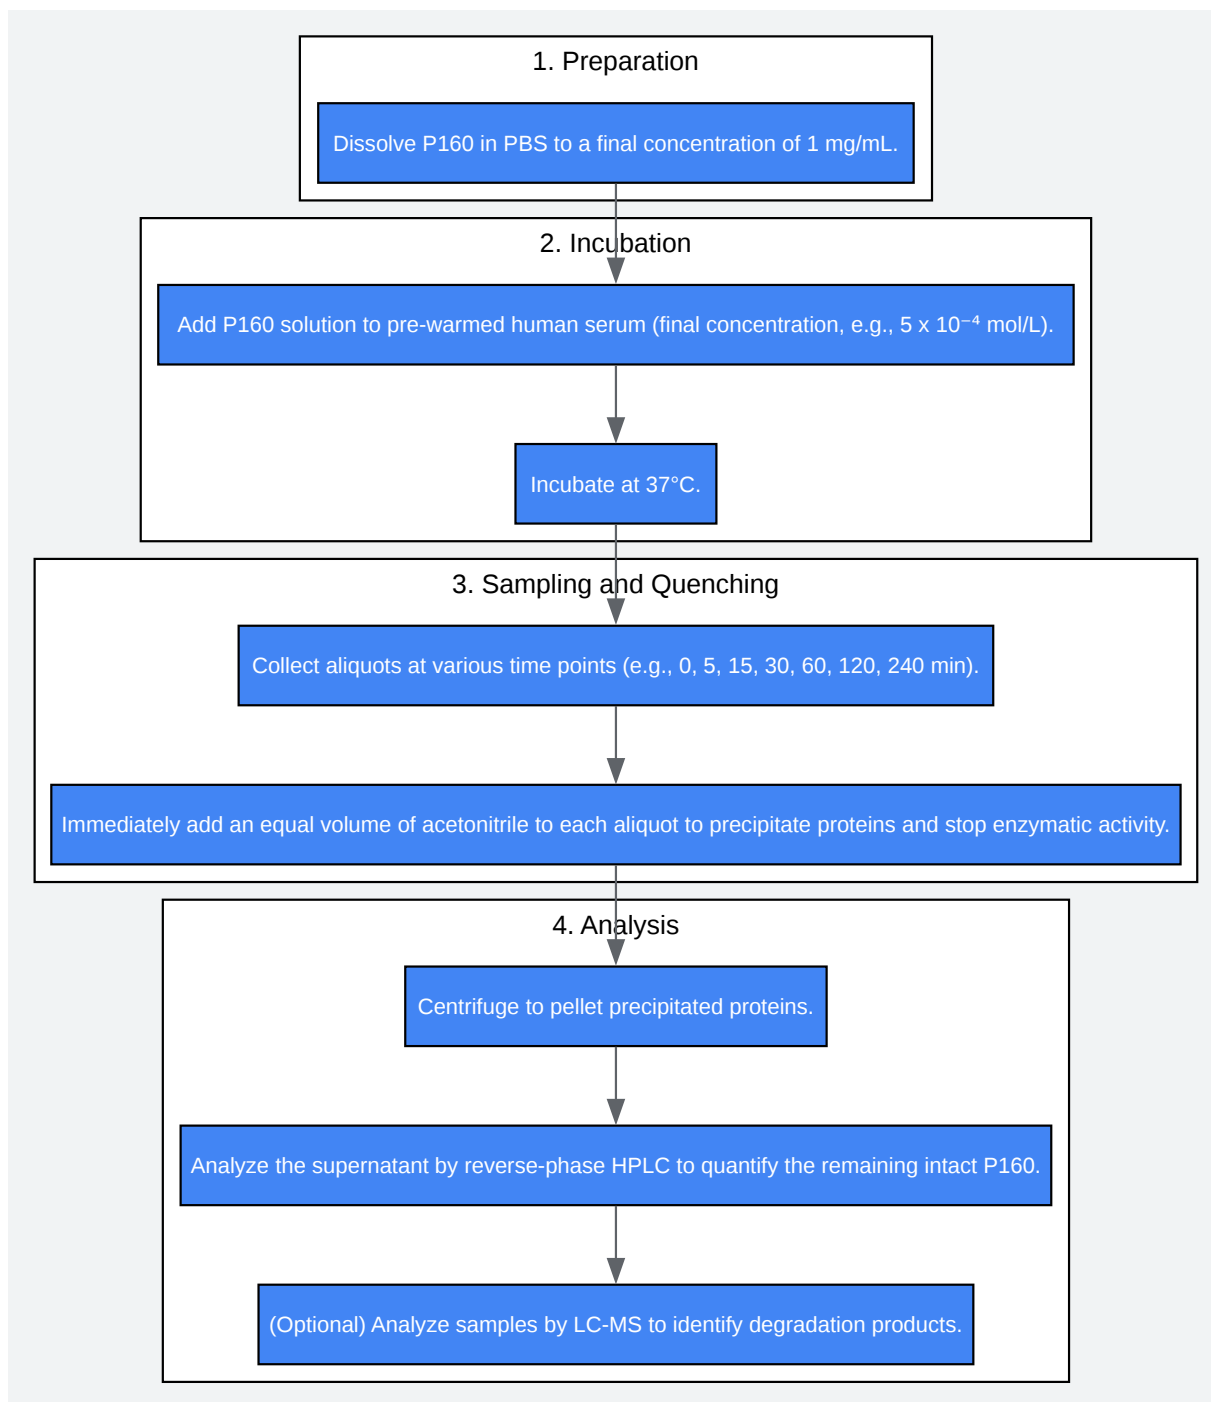 1. Preparation
Dissolve P160 in PBS to a final concentration of 1 mg/mL.
2. Incubation
Add P160 solution to pre-warmed human serum (final concentration, e.g., 5 x 10⁻⁴ mol/L).
Incubate at 37°C.
3. Sampling and Quenching
Collect aliquots at various time points (e.g., 0, 5, 15, 30, 60, 120, 240 min).
Immediately add an equal volume of acetonitrile to each aliquot to precipitate proteins and stop enzymatic activity.
4. Analysis
Centrifuge to pellet precipitated proteins.
Analyze the supernatant by reverse-phase HPLC to quantify the remaining intact P160.
(Optional) Analyze samples by LC-MS to identify degradation products.